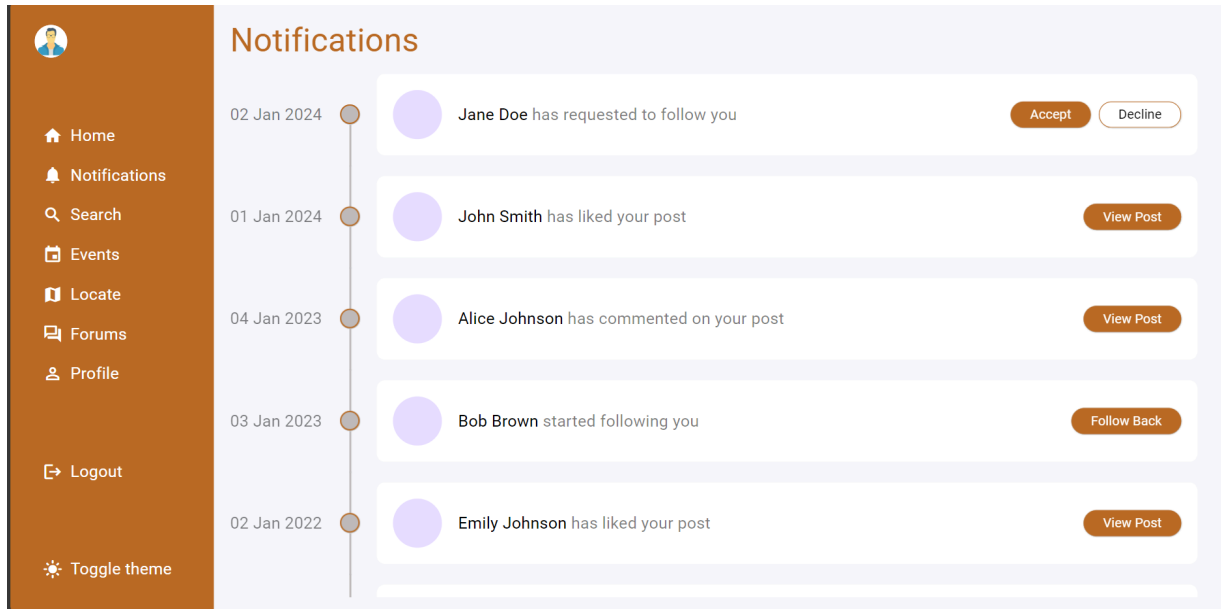 Home
Notifications
Search
Events
Locate
Forums
Profile
Logout
Toggle theme
Notifications
02 Jan 2024 Jane Doe has requested to follow you Accept Decline
01 Jan 2024 John Smith has liked your post View Post
04 Jan 2023 Alice Johnson has commented on your post View Post
03 Jan 2023 Bob Brown started following you Follow Back
02 Jan 2022 Emily Johnson has liked your post View Post